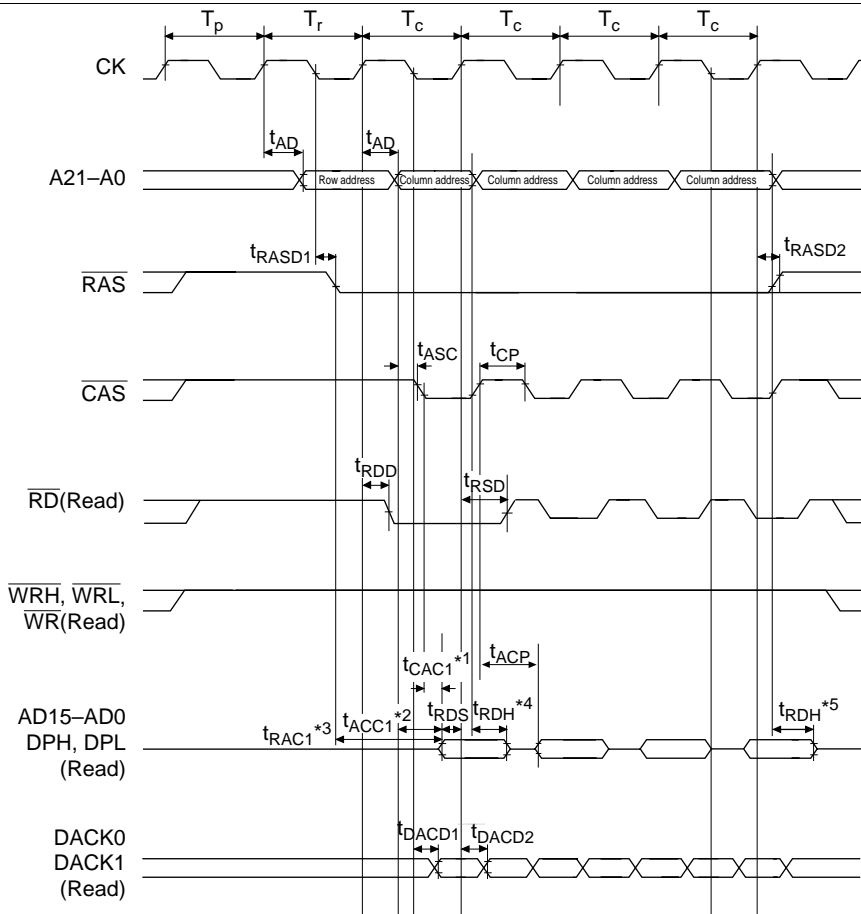 Tp Tr Tc Tc Tc Tc
CK
tAD tAD
A21–A0 Row address Column address Column address Column address Column address
tRASD1 tRASD2
RAS
tASC tCP
CAS
tRDD tRSD
RD(Read)
WRH, WRL,
WR(Read)
tCAC1*1 tACP
AD15–AD0
DPH, DPL
(Read)
tRAC1*3 tACC1*2 tRDS tRDH*4 tRDH*5
DACK0
DACK1
(Read)
tDACD1 tDACD2